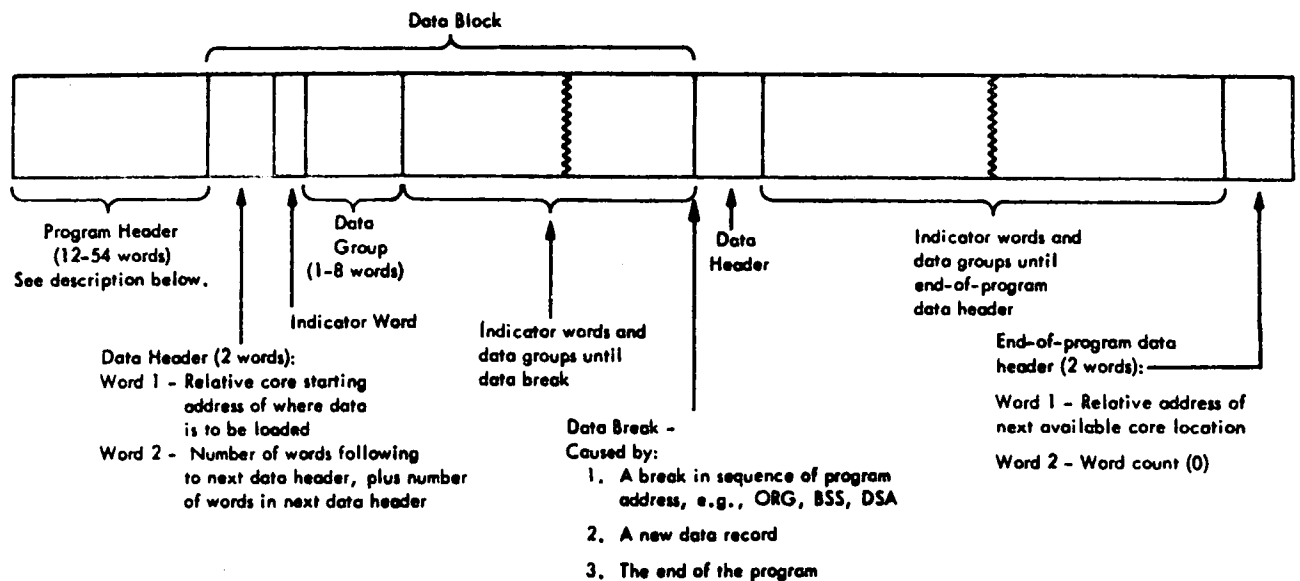 Data Block
Program Header
(12-54 words)
See description below.
Data
Group
(1-8 words)
Data
Header
Indicator words and
data groups until
end-of-program
data header
Indicator Word
Indicator words and
data groups until
data break
Data Header (2 words):
Word 1 - Relative core starting
address of where data
is to be loaded
Word 2 - Number of words following
to next data header, plus number
of words in next data header
Data Break -
Caused by:
1. A break in sequence of program
address, e.g., ORG, BSS, DSA
2. A new data record
3. The end of the program
End-of-program data
header (2 words):
Word 1 - Relative address of
next available core location
Word 2 - Word count (0)